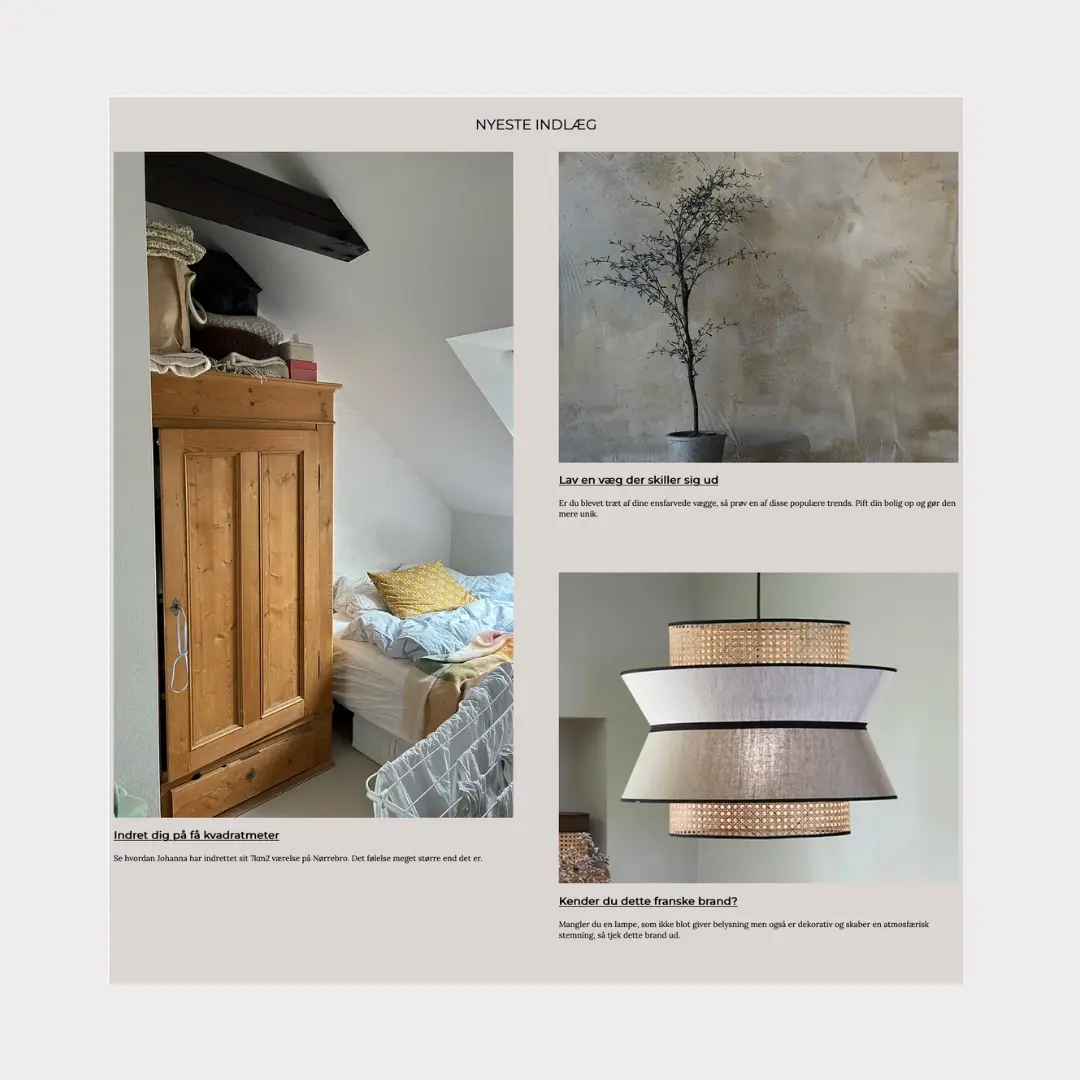 NYESTE INDLÆG
Indret dig på få kvadratmeter
Se hvordan Johanna har indrettet sit 7km2 værelse på Nørrebro. Det følelse meget større end det er.
Lav en væg der skiller sig ud
Er du blevet træt af dine ensfarvede vægge, så prøv en af disse populære trends. Pift din bolig op og gør den
mere unik.
Kender du dette franske brand?
Mangler du en lampe, som ikke blot giver belysning men også er dekorativ og skaber en atmosfærisk
stemning, så tjek dette brand ud.